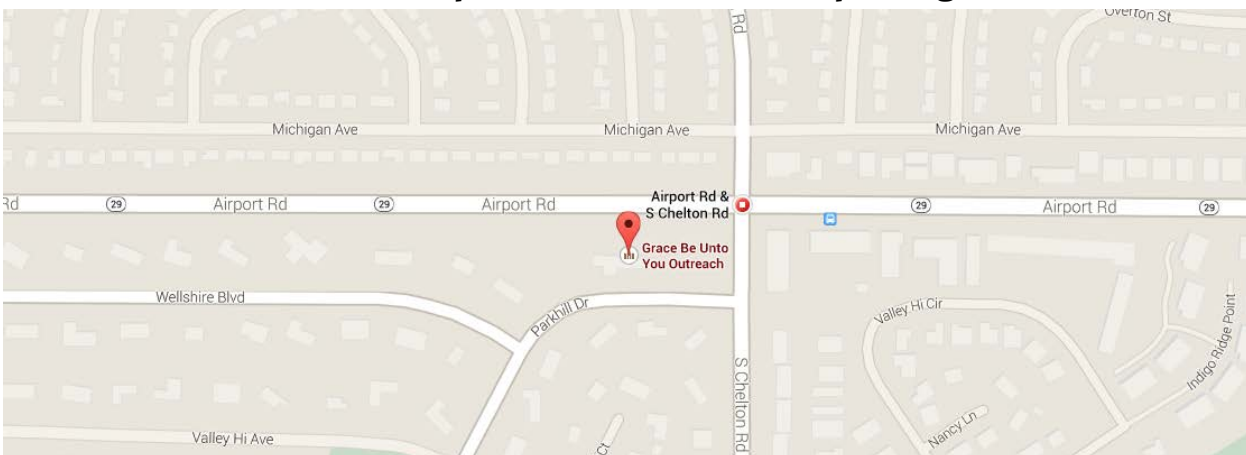 Rd
Overton St
Michigan Ave
Michigan Ave
Michigan Ave
Rd
29
Airport Rd
29
Airport Rd
Airport Rd &
S Chelton Rd
29
Airport Rd
29
Grace Be Unto
You Outreach
Wellshire Blvd
Parkhill Dr
Valley Hi Cir
Indigo Ridge Point
S Chelton Rd
Nancy Ln
Valley Hi Ave
Ct